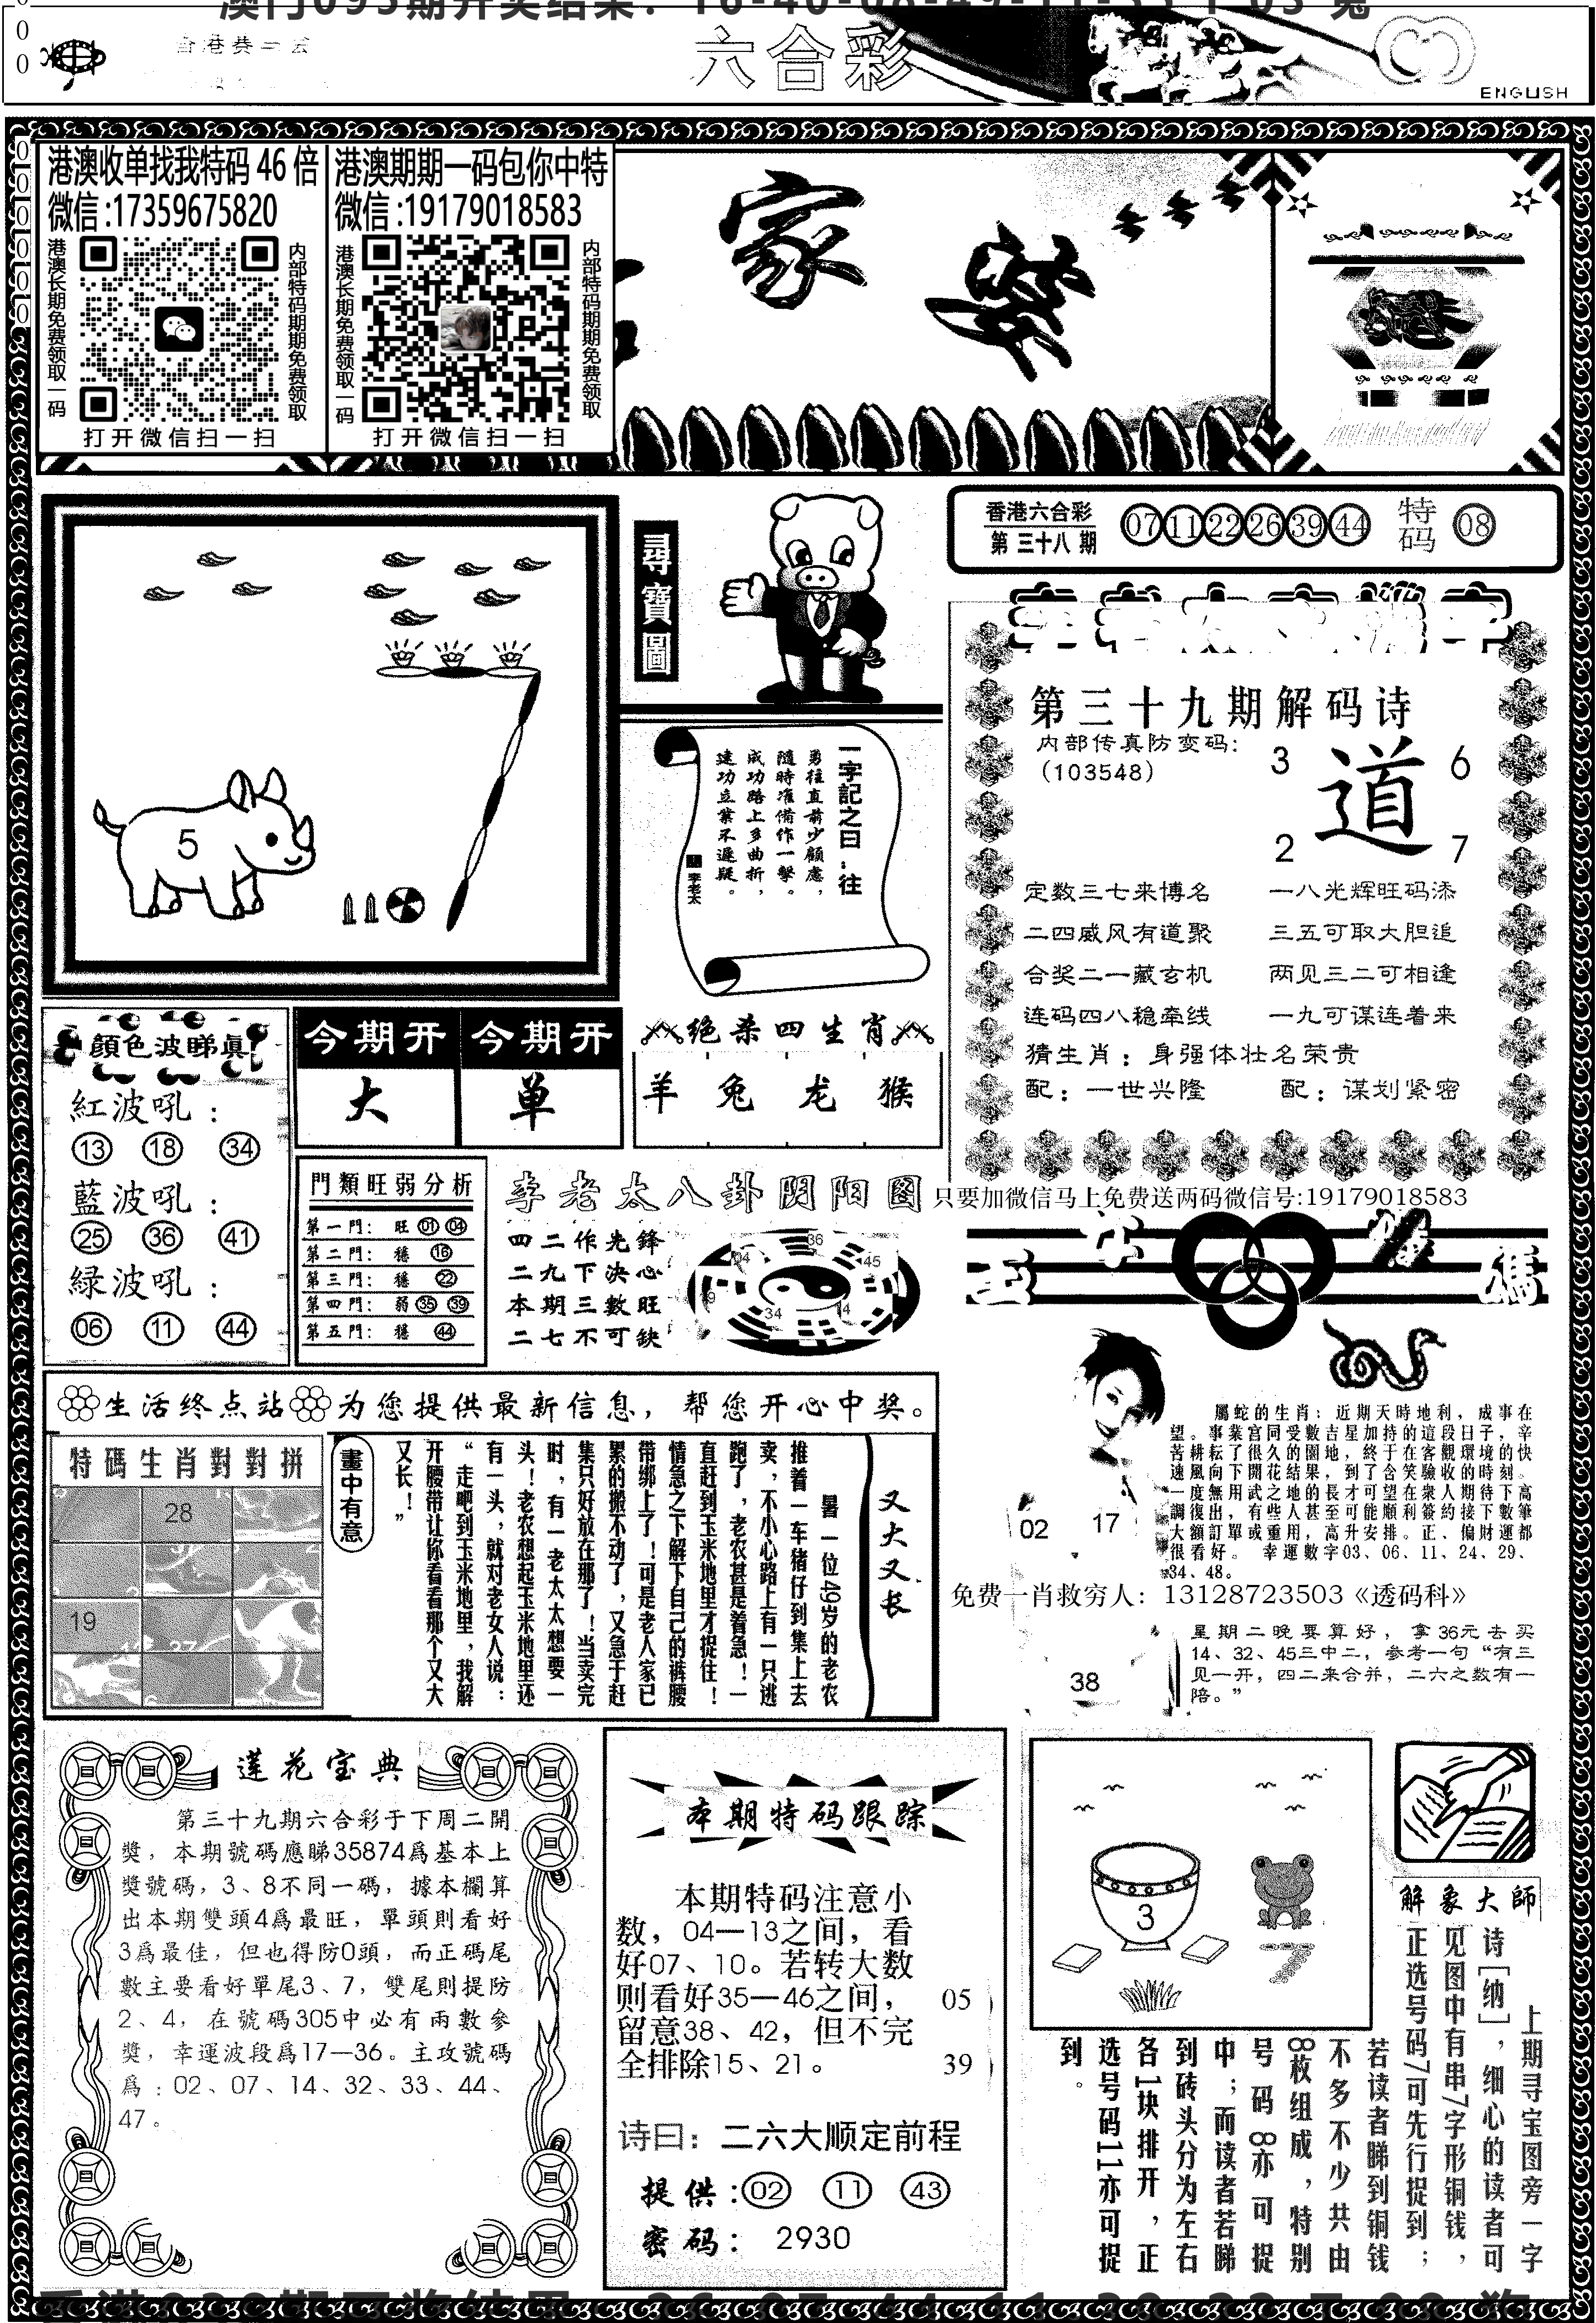 六合彩
ENGLISH
港澳收单找我特码 46 倍
微信 :17359675820
港澳长期免费领取一码
内部特码期期免费领取
打开微信扫一扫
港澳期期一码包你中特
微信 :19179018583
港澳长期免费领取一码
内部特码期期免费领取
打开微信扫一扫
家
尋寶圖
5
香港六合彩
第三十八期
07 11 22 26 39 44
特码
08
一字記之曰：往
勇往直前少顧慮，
隨時准備作一擊。
成功路上多曲折，
建功立業不遲疑。
李老太
第三十九期解码诗
内部传真防变码：
（103548）
3 道 6
2 7
定数三七来博名 一八光辉旺码添
二四威风有道聚 三五可取大胆追
合奖二一藏玄机 两见三二可相逢
连码四八稳牵线 一九可谋连着来
猜生肖：身强体壮名荣贵
配：一世兴隆 配：谋划紧密
顏色波睇真
紅波吼：
13 18 34
藍波吼：
25 36 41
緑波吼：
06 11 44
今期开 今期开
大 单
绝杀四生肖
羊 兔 龙 猴
門類旺弱分析
第一門： 旺 01 04
第二門： 穩 16
第三門： 穩 22
第四門： 弱 35 39
第五門： 穩 44
李老太八卦阴阳图
四二作先鋒
二九下决心
本期三數旺
二七不可缺
36
04
45
19
34
14
只要加微信马上免费送两码微信号:19179018583
碼
屬蛇的生肖：近期天時地利，成事在
望。事業宮同受數吉星加持的這段日子，辛
苦耕耘了很久的園地，終于在客觀環境的快
速風向下開花結果，到了含笑驗收的時刻。
一度無用武之地的長才可望在衆人期待下高
調復出，有些人甚至可能順利簽約接下數筆
大額訂單或重用，高升安排。正、偏財運都
很看好。 幸運數字03、06、11、24、29、
34、48。
02
17
免费一肖救穷人：13128723503《透码科》
星期二晚要算好，拿36元去买
14、32、45三中二，参考一句“有三
见一开，四二来合并，二六之数有一
陪。”
38
生活终点站 为您提供最新信息，帮您开心中奖。
特碼生肖對對拼
28
19
畫中有意
又大又长
暑一位49岁的老农
推着一车猪仔到集上去
卖，不小心路上有一只逃
跑了，老农甚是着急！一
直赶到玉米地里才捉住！
情急之下解下自己的裤腰
带绑上了！可是老人家已
累的搬不动了，又急于赶
集只好放在那了！当卖完
时，有一老太太想要一
头！老农想起玉米地里还
有一头，就对老女人说：
“走吧到玉米地里，我解
开腰带让你看看那个又大
又长！”
莲花宝典
第三十九期六合彩于下周二開
獎，本期號碼應睇35874爲基本上
獎號碼，3、8不同一碼，據本欄算
出本期雙頭4爲最旺，單頭則看好
3爲最佳，但也得防0頭，而正碼尾
數主要看好單尾3、7，雙尾則提防
2、4，在號碼305中必有兩數參
獎，幸運波段爲17—36。主攻號碼
爲：02、07、14、32、33、44、
47。
本期特码跟踪
本期特码注意小
数，04—13之间，看
好07、10。若转大数
则看好35—46之间，
留意38、42，但不完
全排除15、21。
05
39
诗曰：二六大顺定前程
提供：02 11 43
密码： 2930
3
解象大師
上期寻宝图旁一字
诗［纳］，细心的读者可
见图中有串7字形铜钱，
正选号码7可先行捉到；
若读者睇到铜钱
不多不少共由
8枚组成，特别
号码8亦可捉
中；而读者若睇
到砖头分为左右
各1块排开，正
选号码11亦可捉
到。